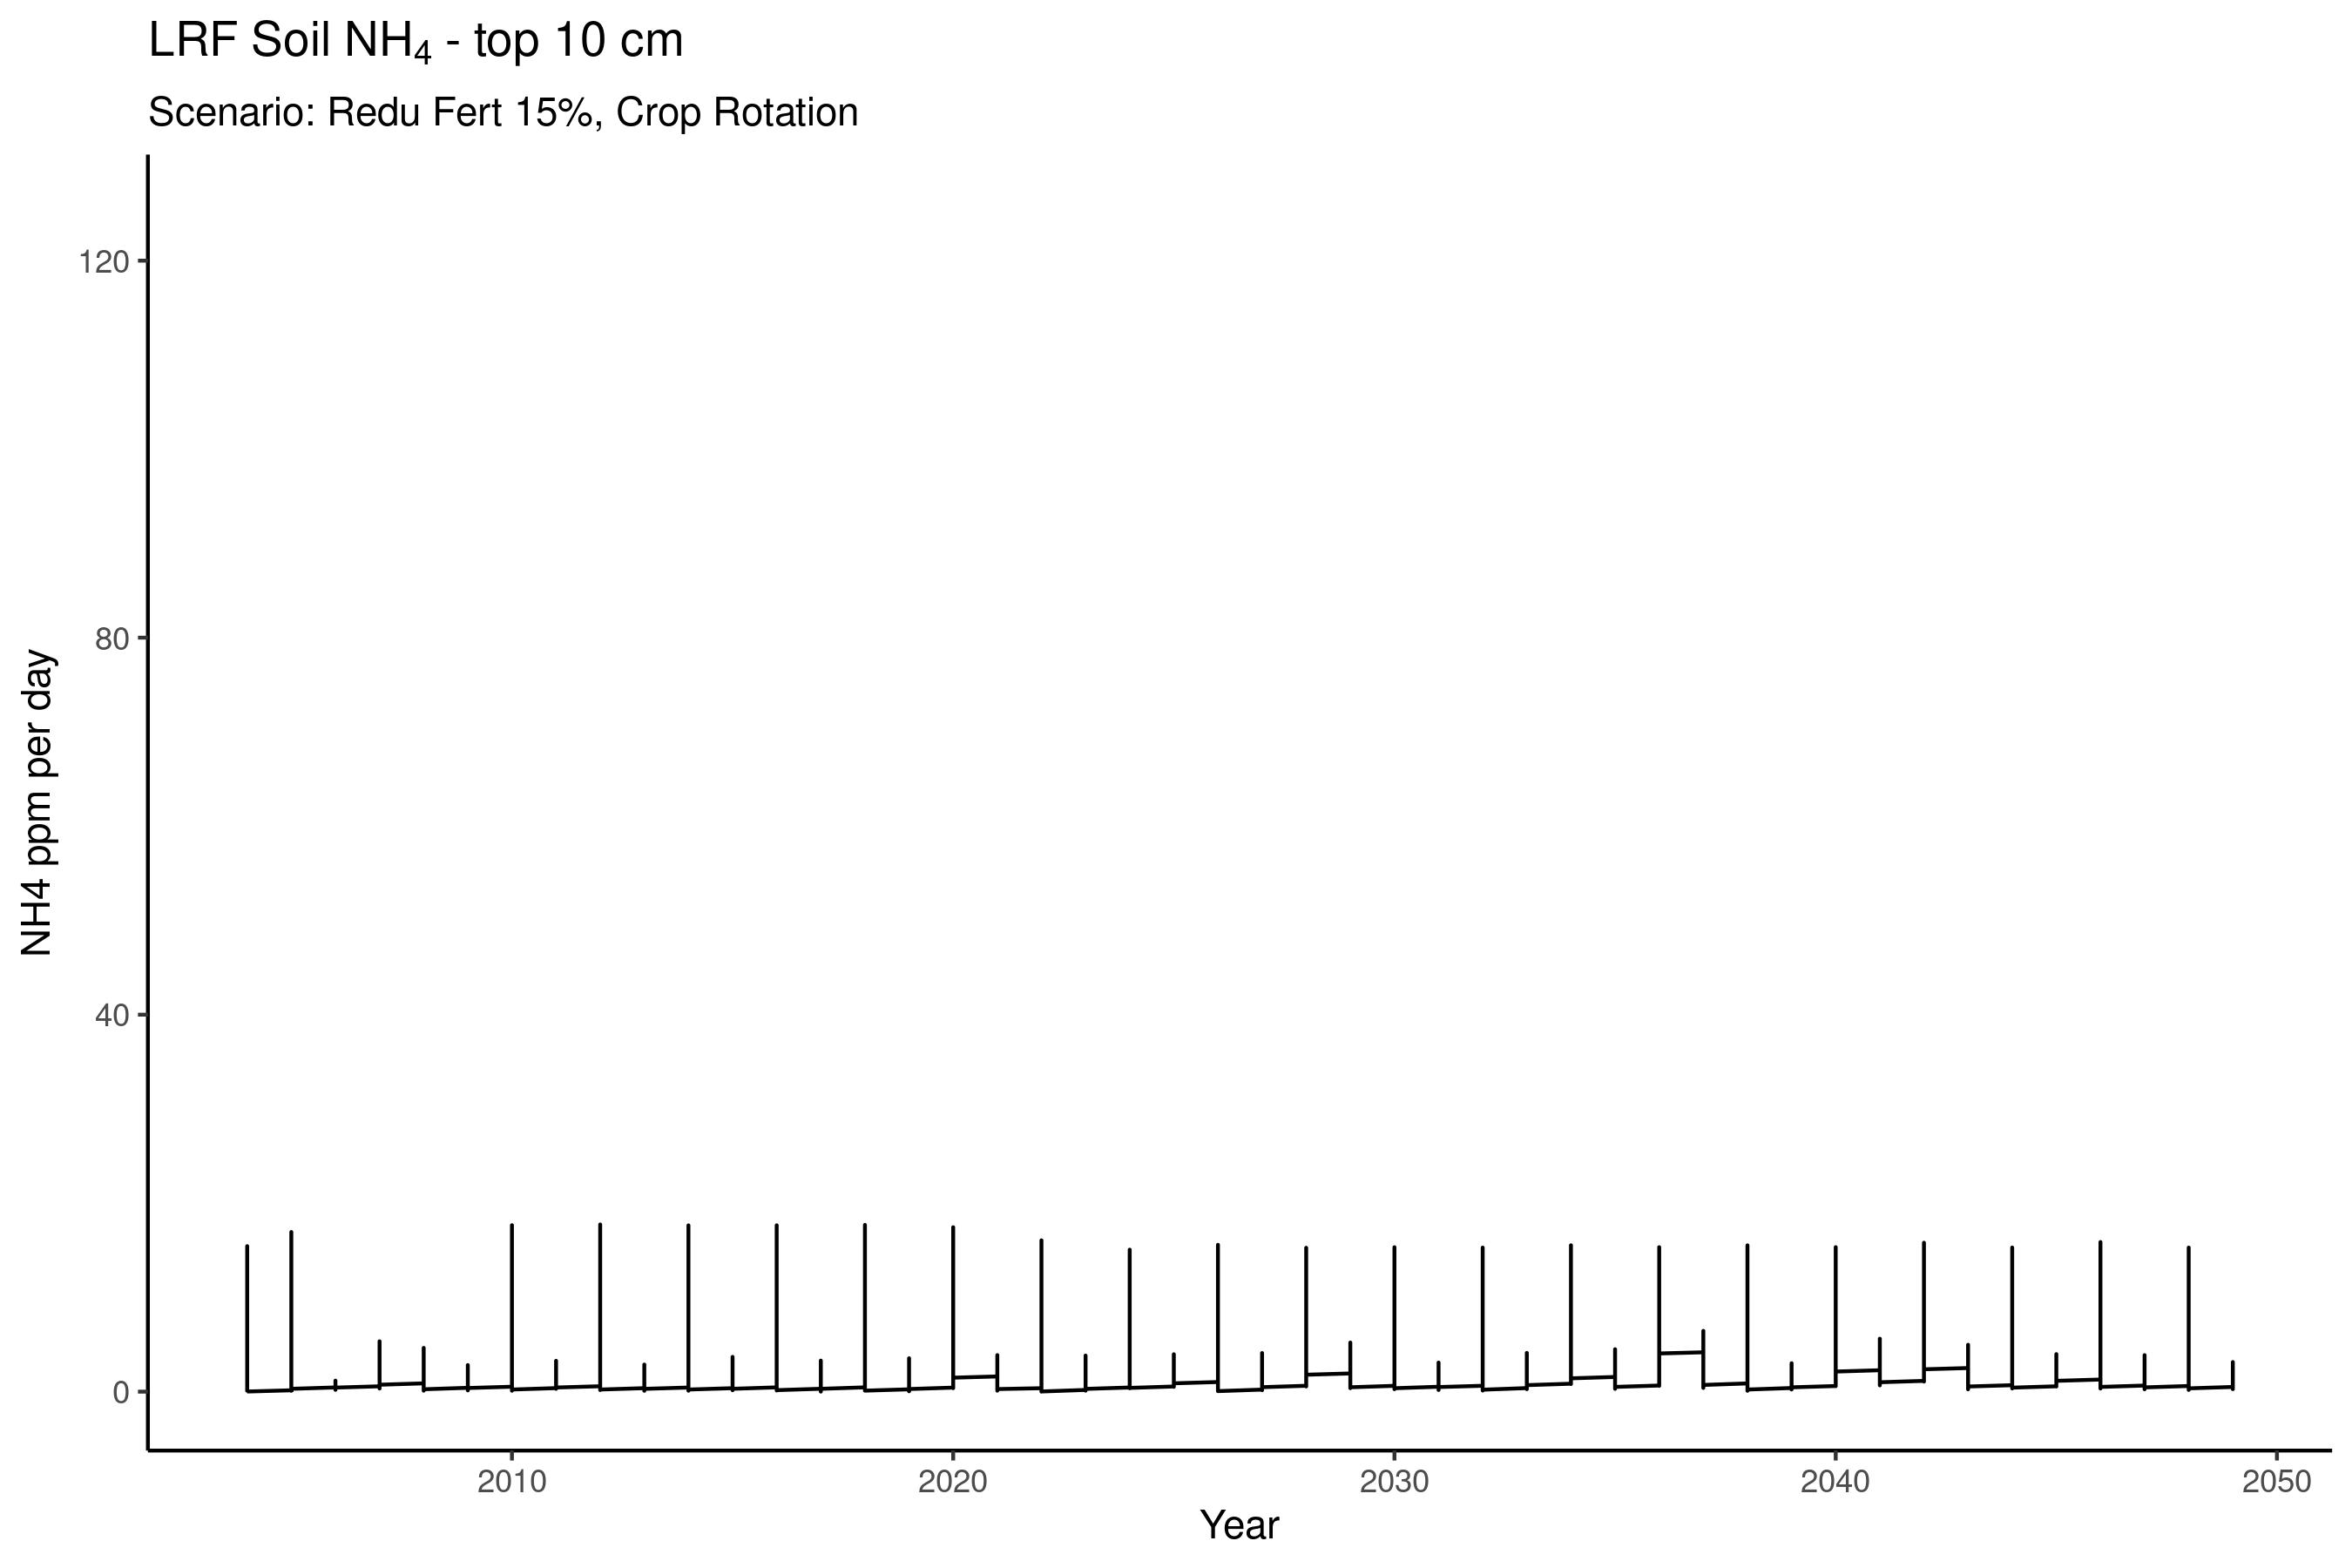 LRF Soil NH₄ - top 10 cm
Scenario: Redu Fert 15%, Crop Rotation
NH4 ppm per day
120
80
40
0
2010 2020 2030 2040 2050
Year